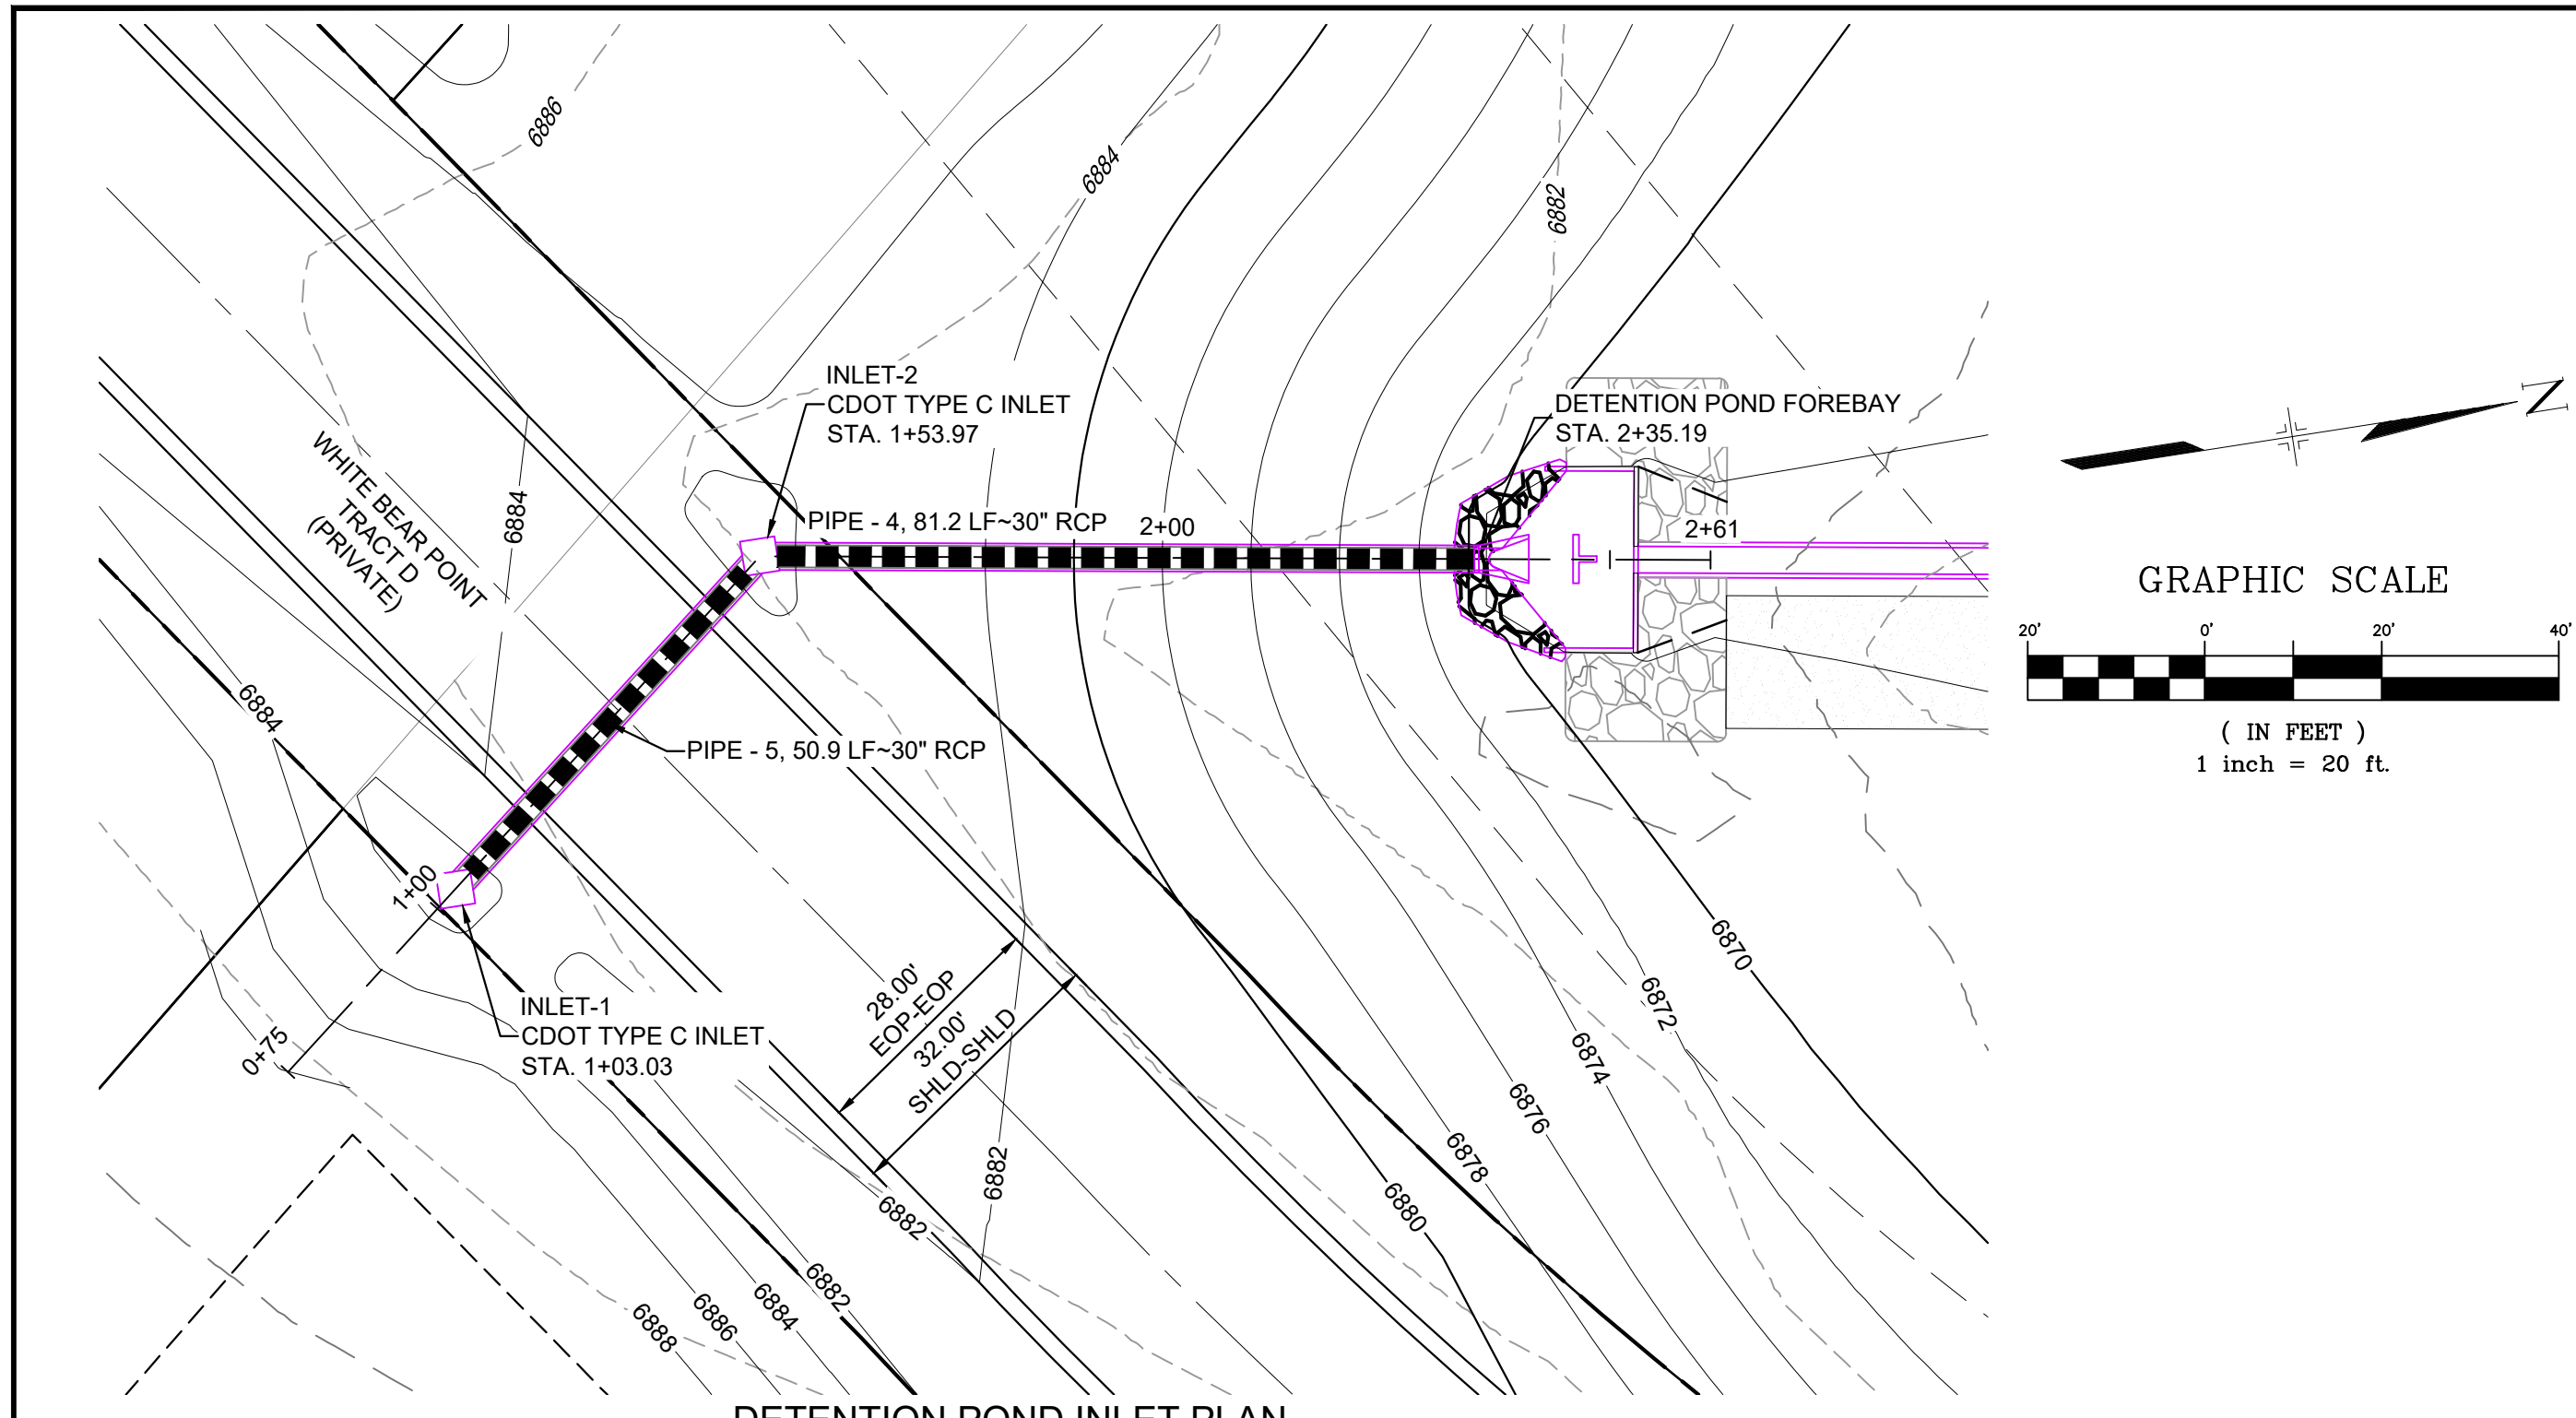 6886
6884
6882
INLET-2
CDOT TYPE C INLET
STA. 1+53.97
DETENTION POND FOREBAY
STA. 2+35.19
N
WHITE BEAR POINT
TRACT D
(PRIVATE)
6884
PIPE - 4, 81.2 LF~30" RCP
2+00
2+61
GRAPHIC SCALE
20'
0'
20'
40'
( IN FEET )
1 inch = 20 ft.
6884
PIPE - 5, 50.9 LF~30" RCP
1+00
0+75
INLET-1
CDOT TYPE C INLET
STA. 1+03.03
28.00'
EOP-EOP
32.00'
SHLD-SHLD
6870
6872
6874
6876
6878
6880
6882
6882
6882
6884
6886
6888
DETENTION POND INLET PLAN